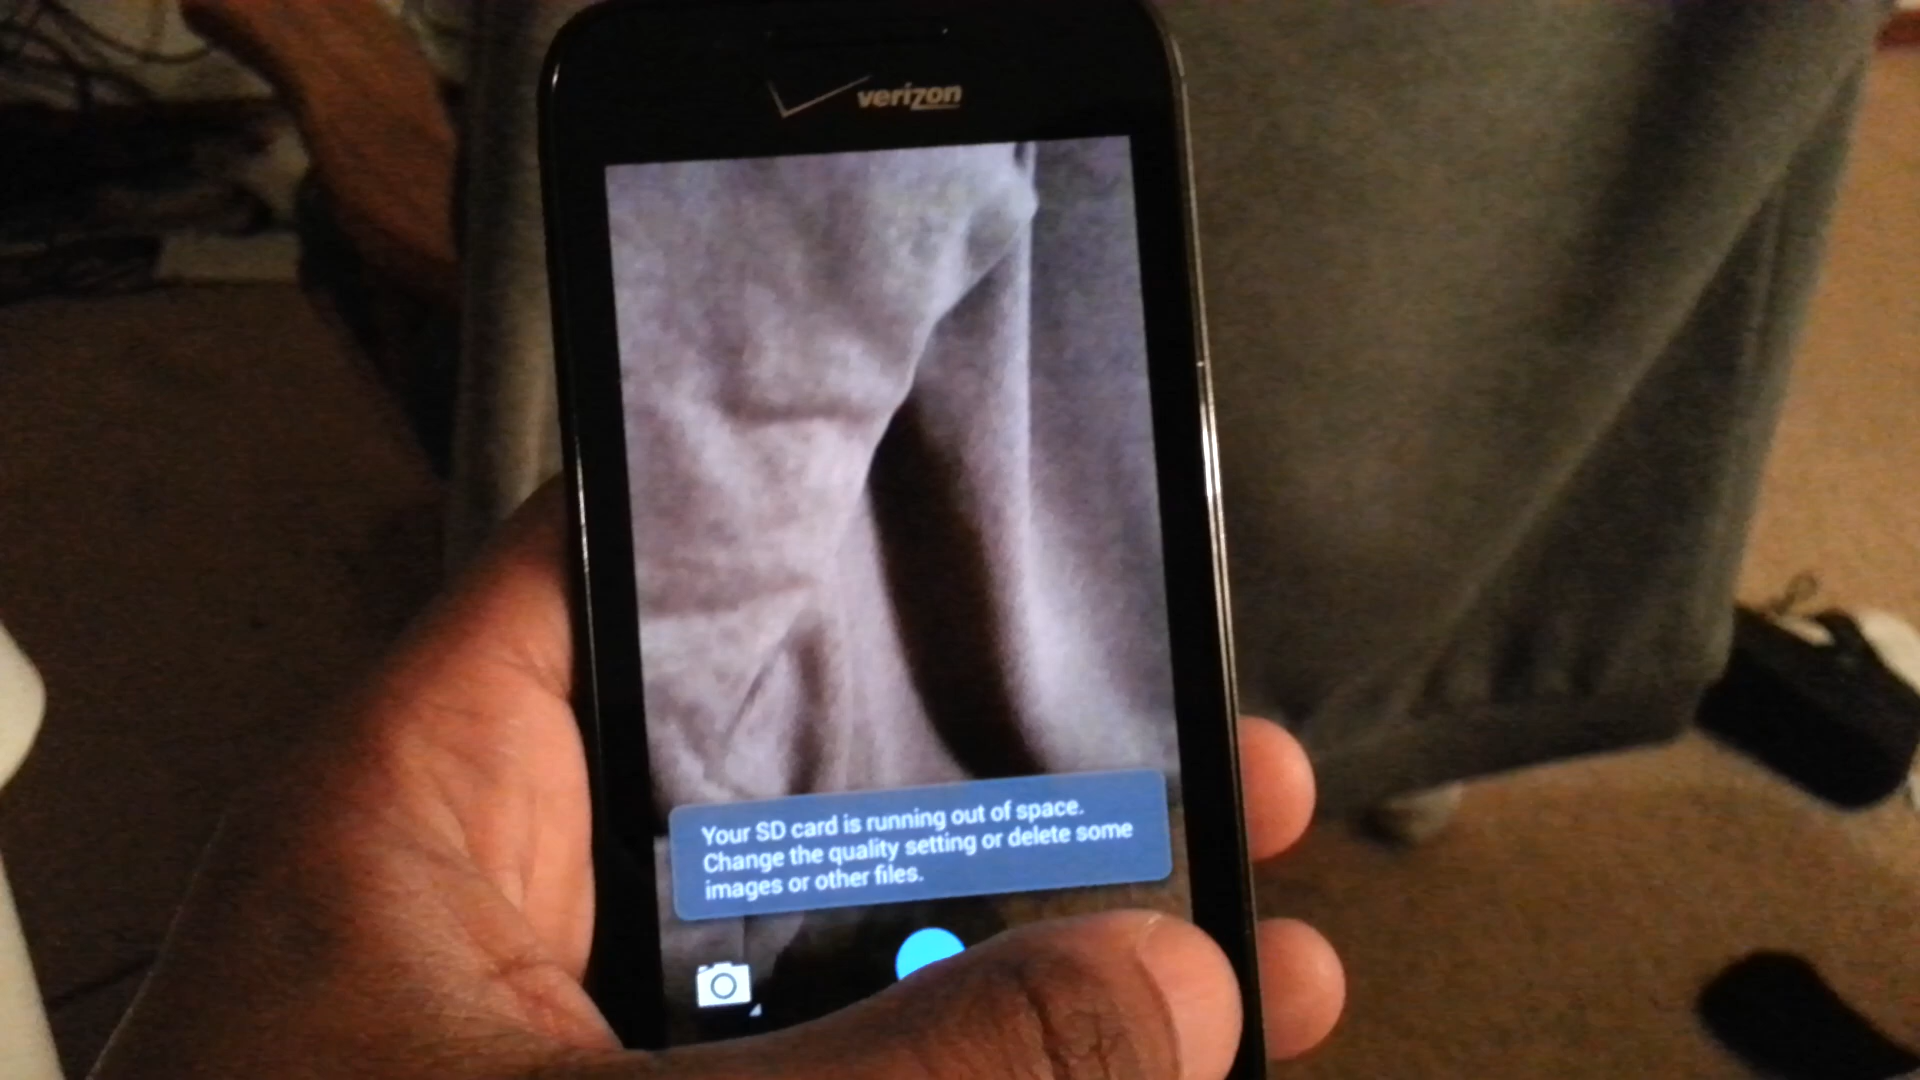 verizon
Your SD card is running out of space.
Change the quality setting or delete some
images or other files.